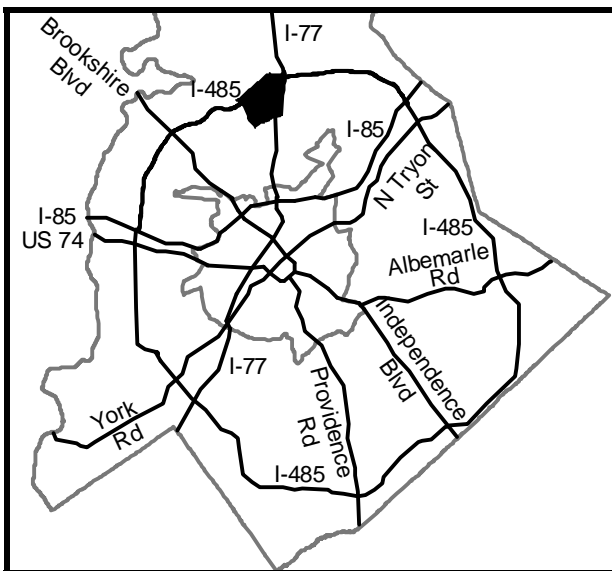 I-77
Brookshire
Blvd
I-485
I-85
N Tryon
St
I-85
US 74
I-485
Albemarle
Rd
Independence
Blvd
I-77
Providence
Rd
York
Rd
I-485